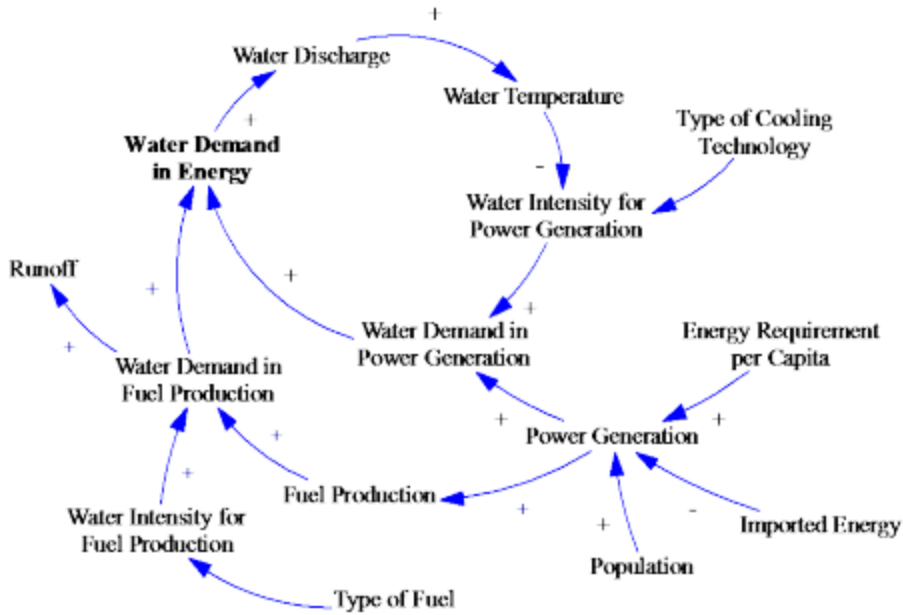 +
Water Discharge
Water Temperature
+
Type of Cooling
Technology
Water Demand
in Energy
-
Water Intensity for
Power Generation
Runoff
+
+
+
Water Demand in
Power Generation
Energy Requirement
per Capita
+
Water Demand in
Fuel Production
+
+
Power Generation
+
+
Fuel Production
Water Intensity for
Fuel Production
+
+
-
Imported Energy
Population
Type of Fuel